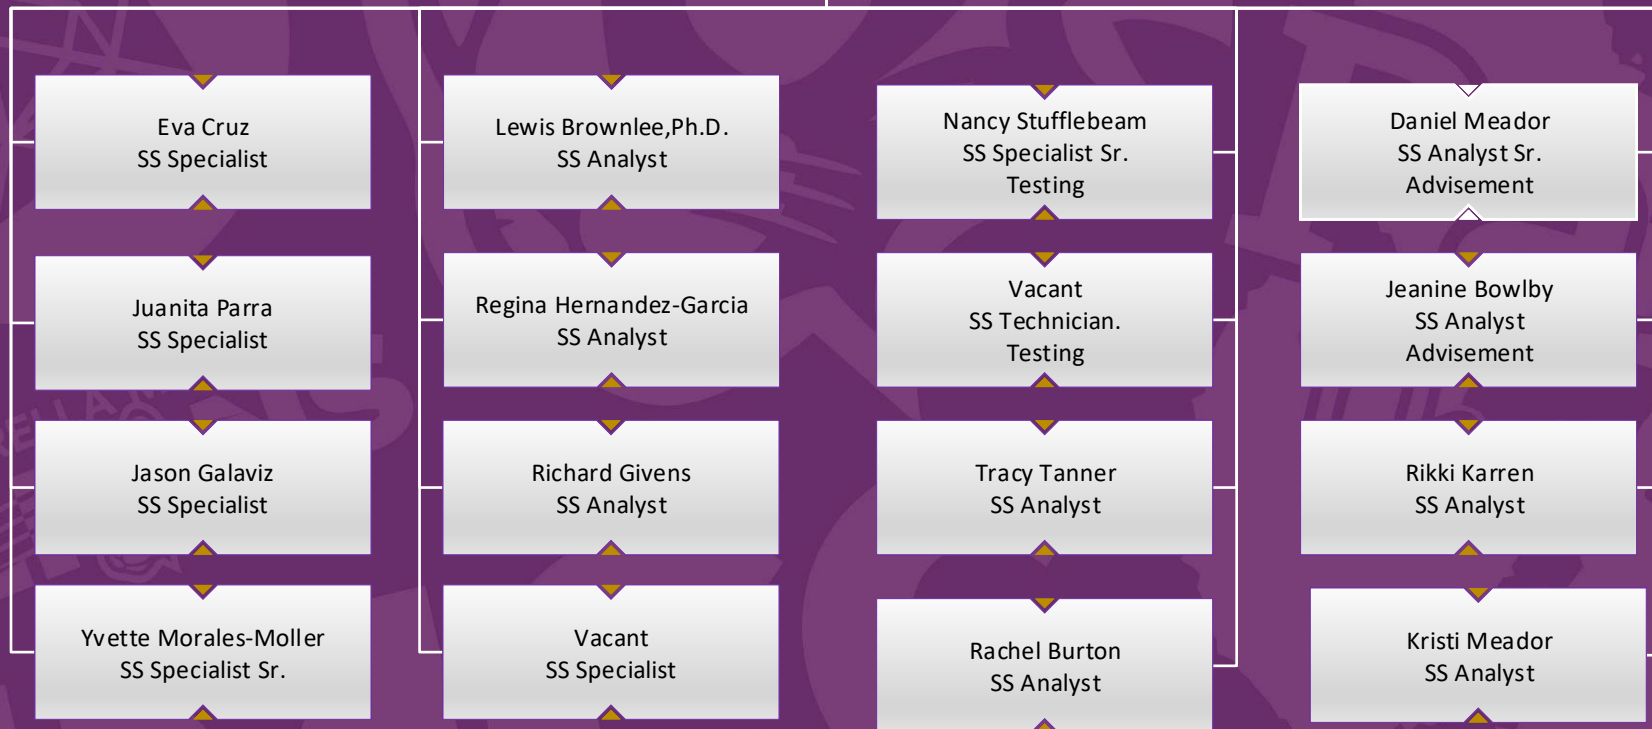 Eva Cruz
SS Specialist
Juanita Parra
SS Specialist
Jason Galaviz
SS Specialist
Yvette Morales-Moller
SS Specialist Sr.
Lewis Brownlee,Ph.D.
SS Analyst
Regina Hernandez-Garcia
SS Analyst
Richard Givens
SS Analyst
Vacant
SS Specialist
Nancy Stufflebeam
SS Specialist Sr.
Testing
Vacant
SS Technician.
Testing
Tracy Tanner
SS Analyst
Rachel Burton
SS Analyst
Daniel Meador
SS Analyst Sr.
Advisement
Jeanine Bowlby
SS Analyst
Advisement
Rikki Karren
SS Analyst
Kristi Meador
SS Analyst